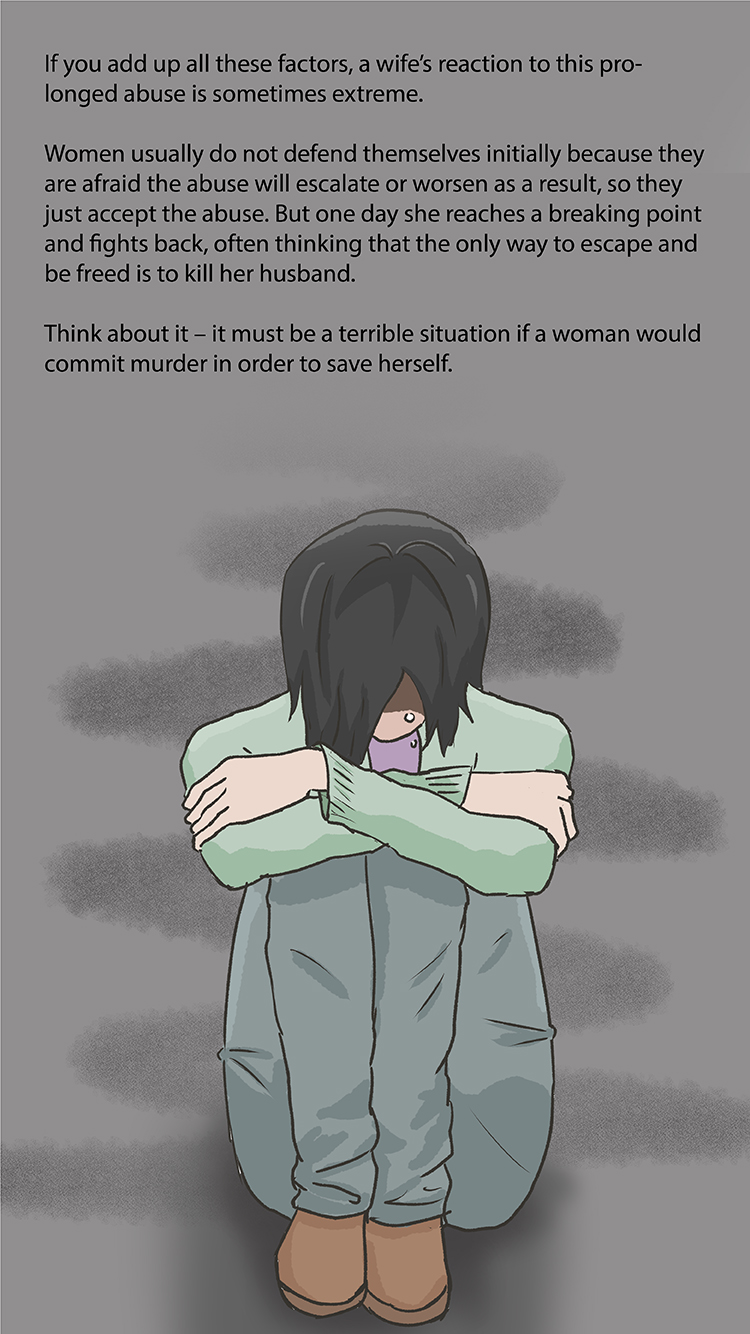 If you add up all these factors, a wife’s reaction to this pro-
longed abuse is sometimes extreme.
Women usually do not defend themselves initially because they
are afraid the abuse will escalate or worsen as a result, so they
just accept the abuse. But one day she reaches a breaking point
and fights back, often thinking that the only way to escape and
be freed is to kill her husband.
Think about it – it must be a terrible situation if a woman would
commit murder in order to save herself.